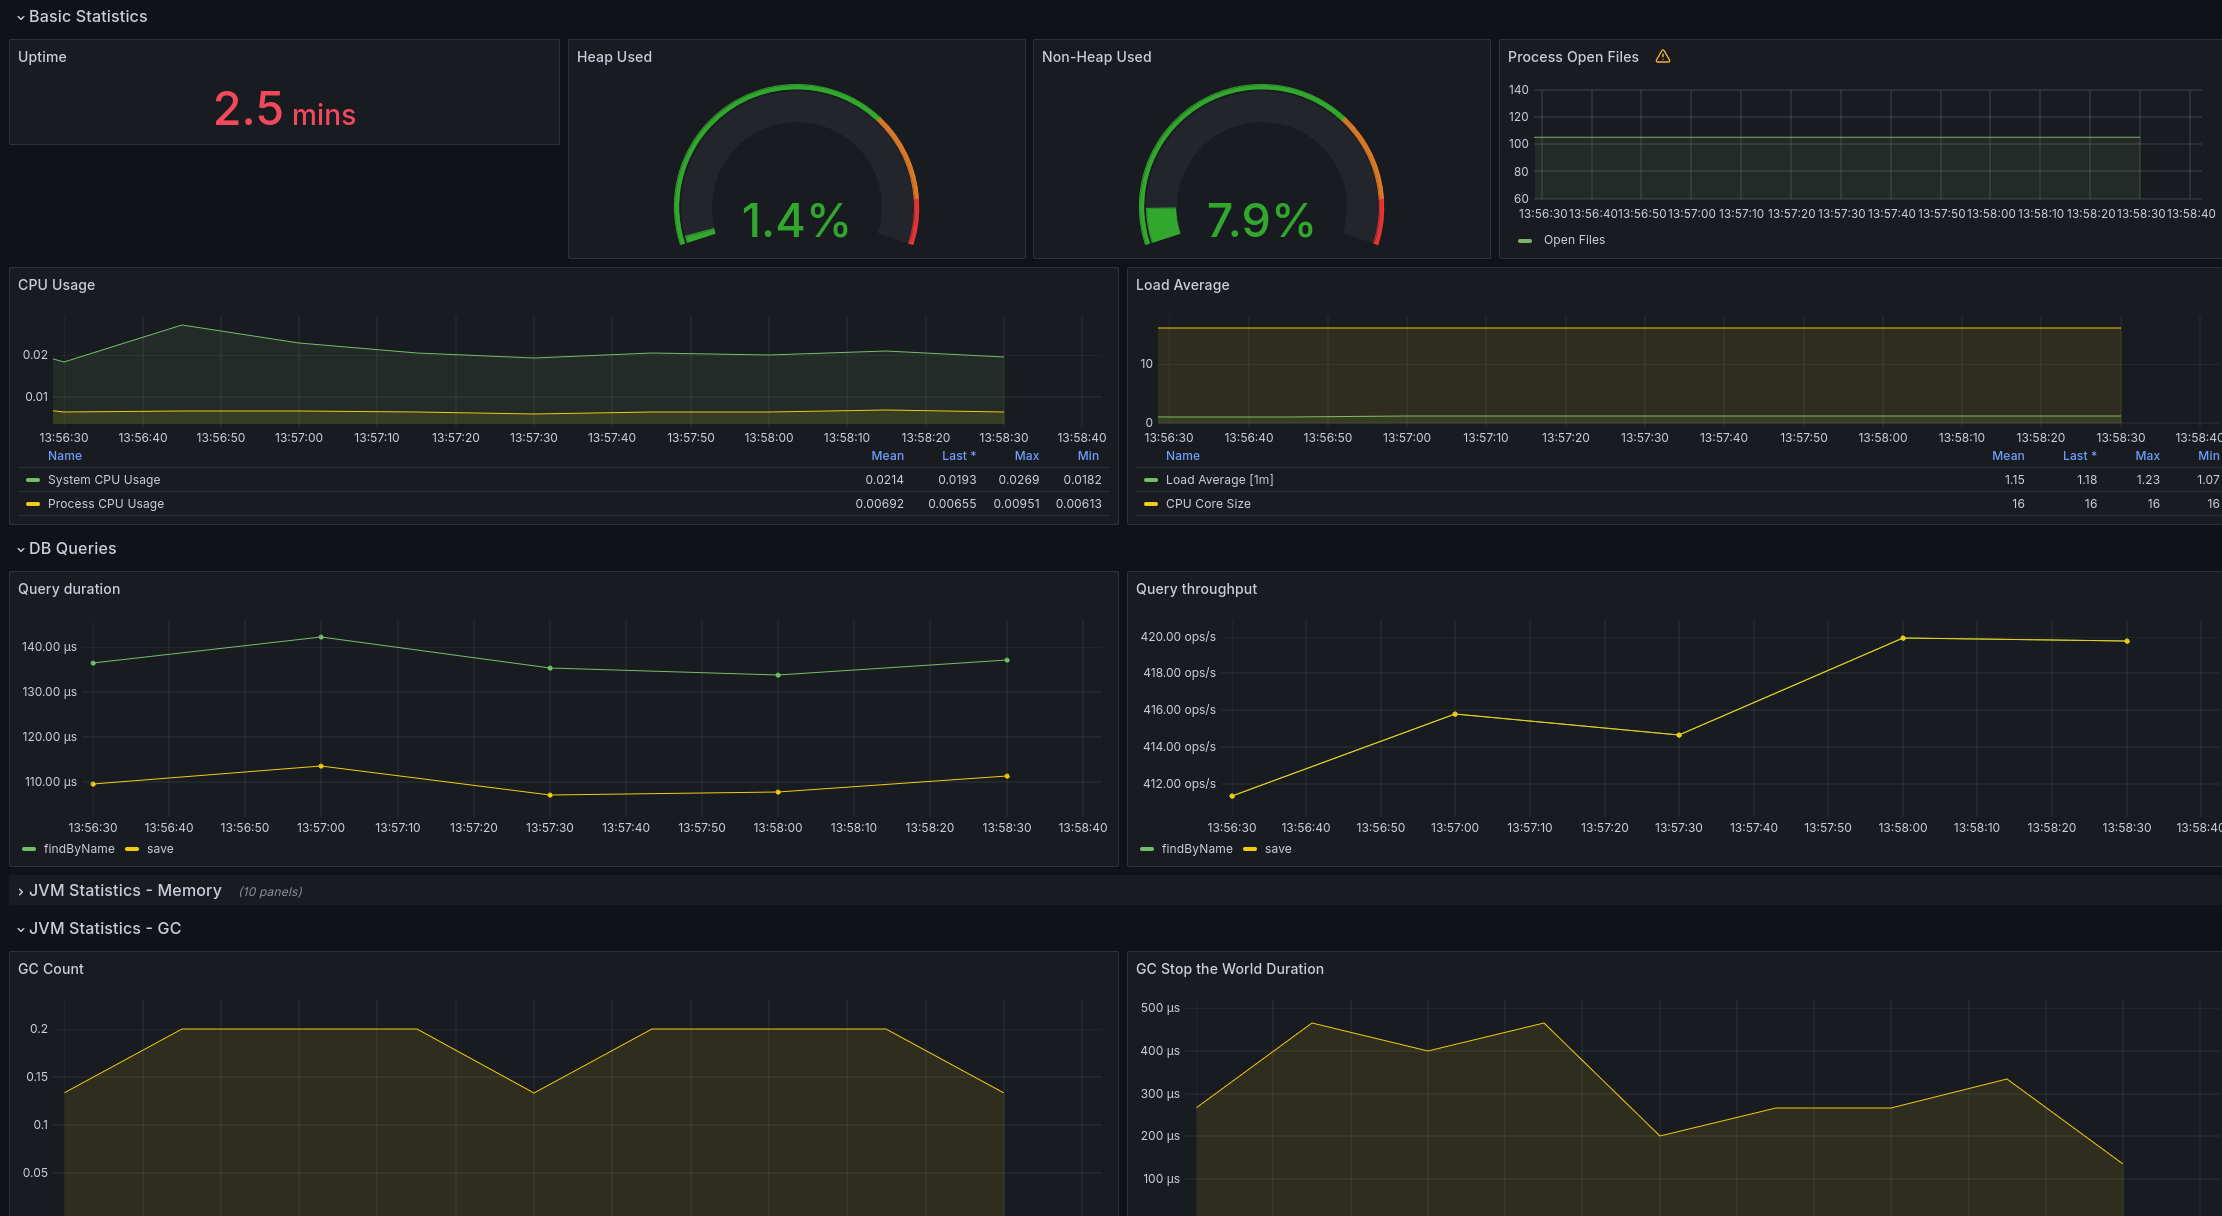 Basic Statistics
Uptime
2.5 mins
Heap Used
1.4%
Non-Heap Used
7.9%
Process Open Files
140
120
100
80
60
13:56:30 13:56:40 13:56:50 13:57:00 13:57:10 13:57:20 13:57:30 13:57:40 13:57:50 13:58:00 13:58:10 13:58:20 13:58:30 13:58:40
Open Files
CPU Usage
0.02
0.01
13:56:30 13:56:40 13:56:50 13:57:00 13:57:10 13:57:20 13:57:30 13:57:40 13:57:50 13:58:00 13:58:10 13:58:20 13:58:30 13:58:40
Name Mean Last * Max Min
System CPU Usage 0.0214 0.0193 0.0269 0.0182
Process CPU Usage 0.00692 0.00655 0.00951 0.00613
Load Average
10
0
13:56:30 13:56:40 13:56:50 13:57:00 13:57:10 13:57:20 13:57:30 13:57:40 13:57:50 13:58:00 13:58:10 13:58:20 13:58:30 13:58:40
Name Mean Last * Max Min
Load Average [1m] 1.15 1.18 1.23 1.07
CPU Core Size 16 16 16 16
DB Queries
Query duration
140.00 µs
130.00 µs
120.00 µs
110.00 µs
13:56:30 13:56:40 13:56:50 13:57:00 13:57:10 13:57:20 13:57:30 13:57:40 13:57:50 13:58:00 13:58:10 13:58:20 13:58:30 13:58:40
findByName save
Query throughput
420.00 ops/s
418.00 ops/s
416.00 ops/s
414.00 ops/s
412.00 ops/s
13:56:30 13:56:40 13:56:50 13:57:00 13:57:10 13:57:20 13:57:30 13:57:40 13:57:50 13:58:00 13:58:10 13:58:20 13:58:30 13:58:40
findByName save
JVM Statistics - Memory (10 panels)
JVM Statistics - GC
GC Count
0.2
0.15
0.1
0.05
GC Stop the World Duration
500 µs
400 µs
300 µs
200 µs
100 µs